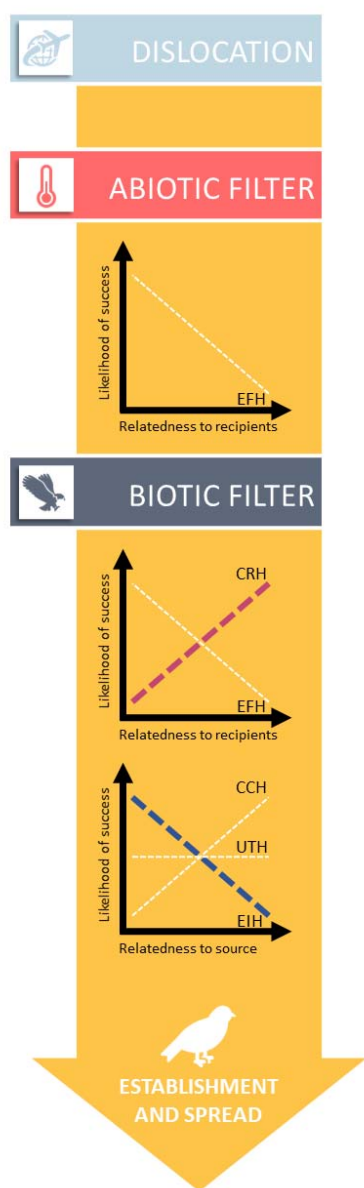 DISLOCATION
ABIOTIC FILTER
Likelihood of success
EFH
Relatedness to recipients
BIOTIC FILTER
Likelihood of success
CRH
EFH
Relatedness to recipients
Likelihood of success
CCH
UTH
EIH
Relatedness to source
ESTABLISHMENT
AND SPREAD